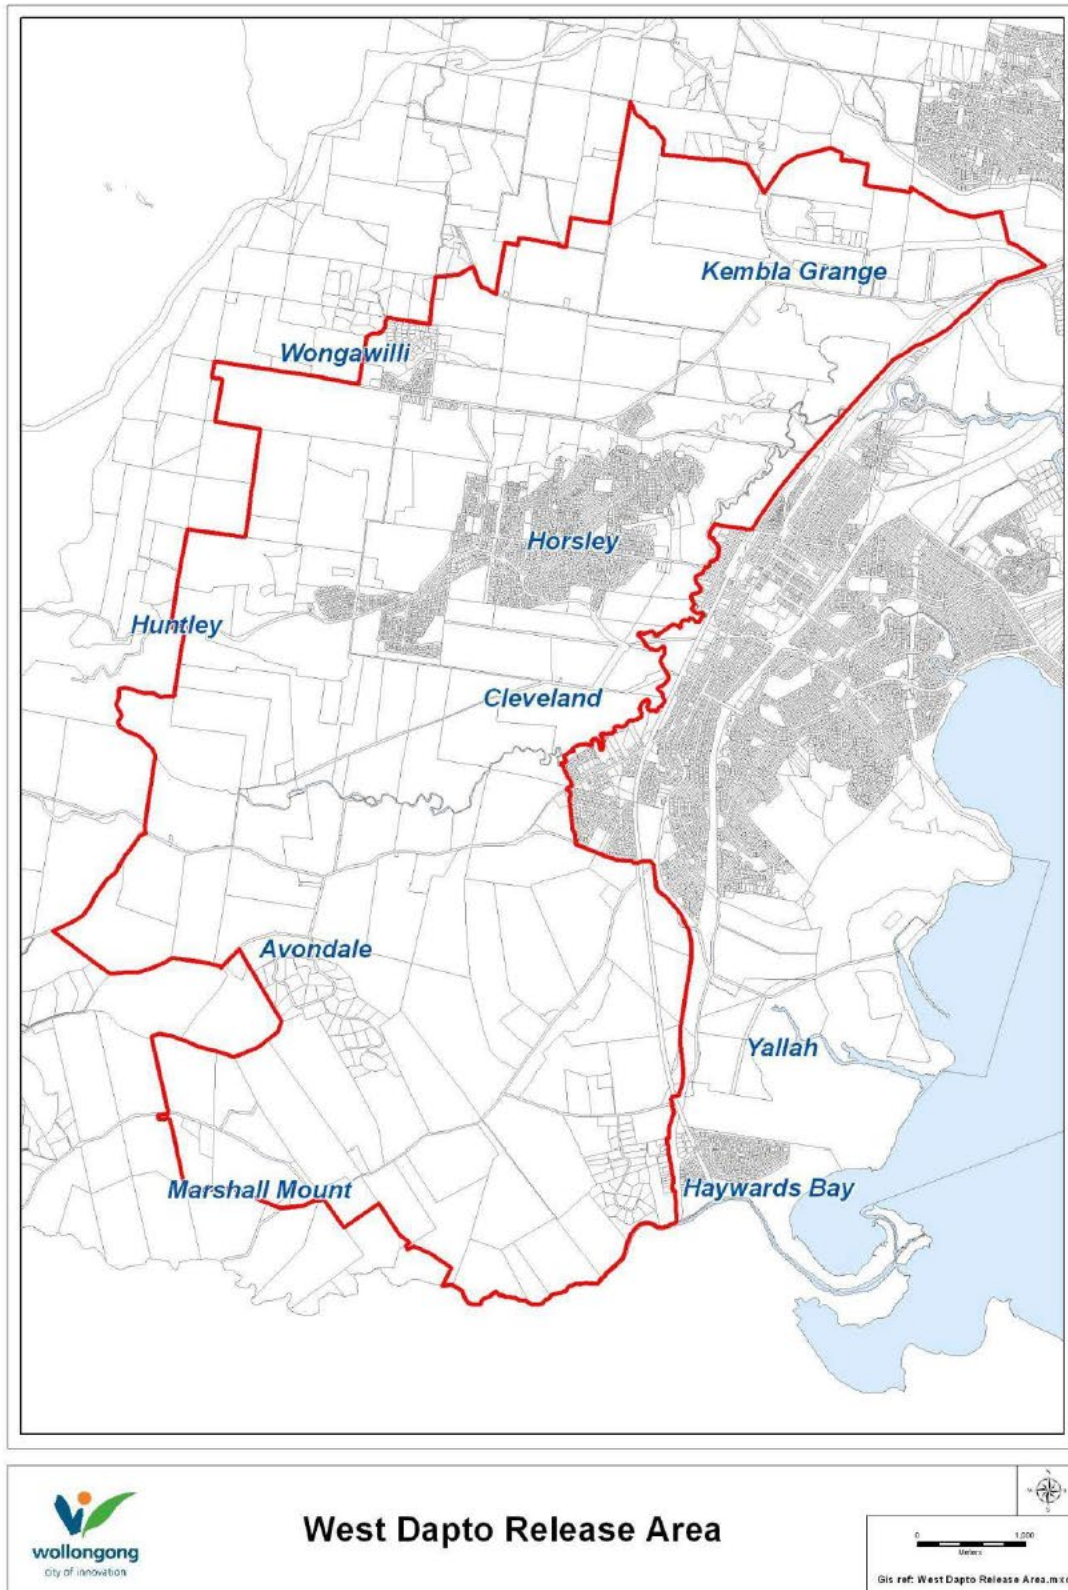 Kembla Grange
Wongawilli
Horsley
Huntley
Cleveland
Avondale
Yallah
Marshall Mount
Haywards Bay
wollongong
city of innovation
West Dapto Release Area
0 1,000
Meters
Gis ref: West Dapto Release Area.mxd